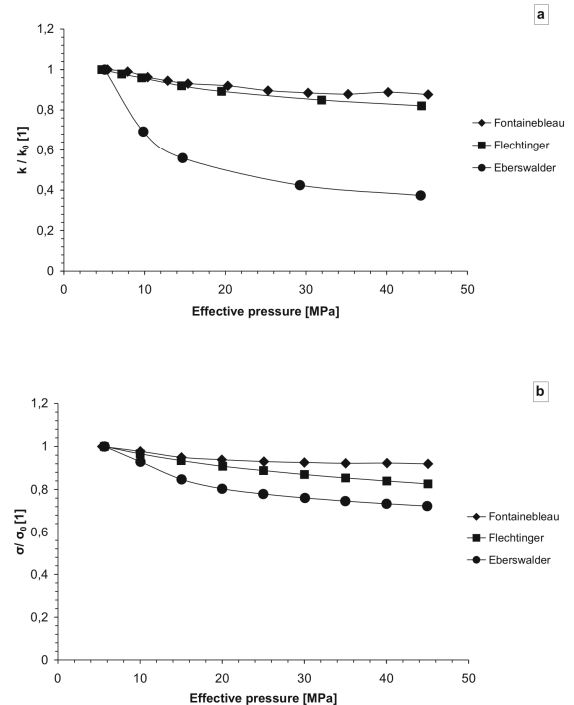 a
1,2
1
0,8
0,6
0,4
0,2
0
k / k₀ [1]
0 10 20 30 40 50
Effective pressure [MPa]
Fontainebleau
Flechtinger
Eberswalder
b
1,2
1
0,8
0,6
0,4
0,2
0
σ/ σ₀ [1]
0 10 20 30 40 50
Effective pressure [MPa]
Fontainebleau
Flechtinger
Eberswalder